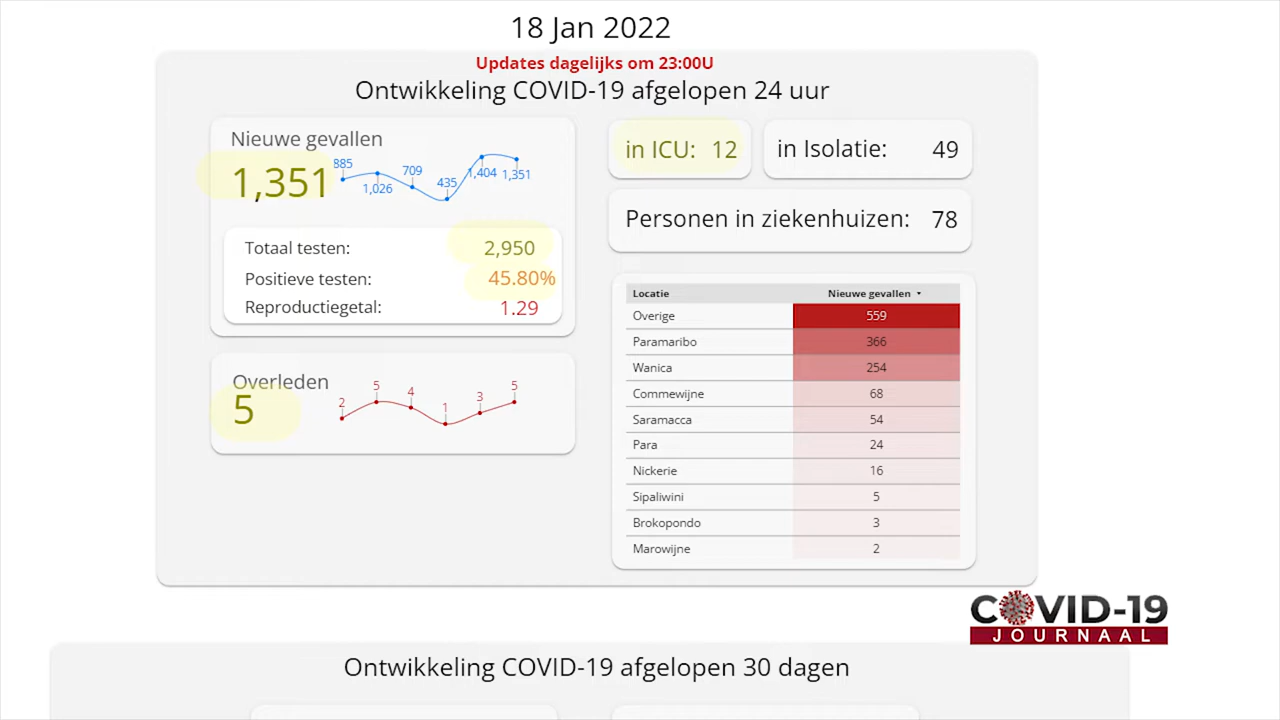 18 Jan 2022
Updates dagelijks om 23:00U
Ontwikkeling COVID-19 afgelopen 24 uur
Nieuwe gevallen
1,351
885
1,026
709
435
1,404
1,351
Totaal testen: 2,950
Positieve testen: 45.80%
Reproductiegetal: 1.29
Overleden
5
2
5
4
1
3
5
in ICU: 12
in Isolatie: 49
Personen in ziekenhuizen: 78
Locatie Nieuwe gevallen
Overige 559
Paramaribo 366
Wanica 254
Commewijne 68
Saramacca 54
Para 24
Nickerie 16
Sipaliwini 5
Brokopondo 3
Marowijne 2
COVID-19
JOURNAAL
Ontwikkeling COVID-19 afgelopen 30 dagen